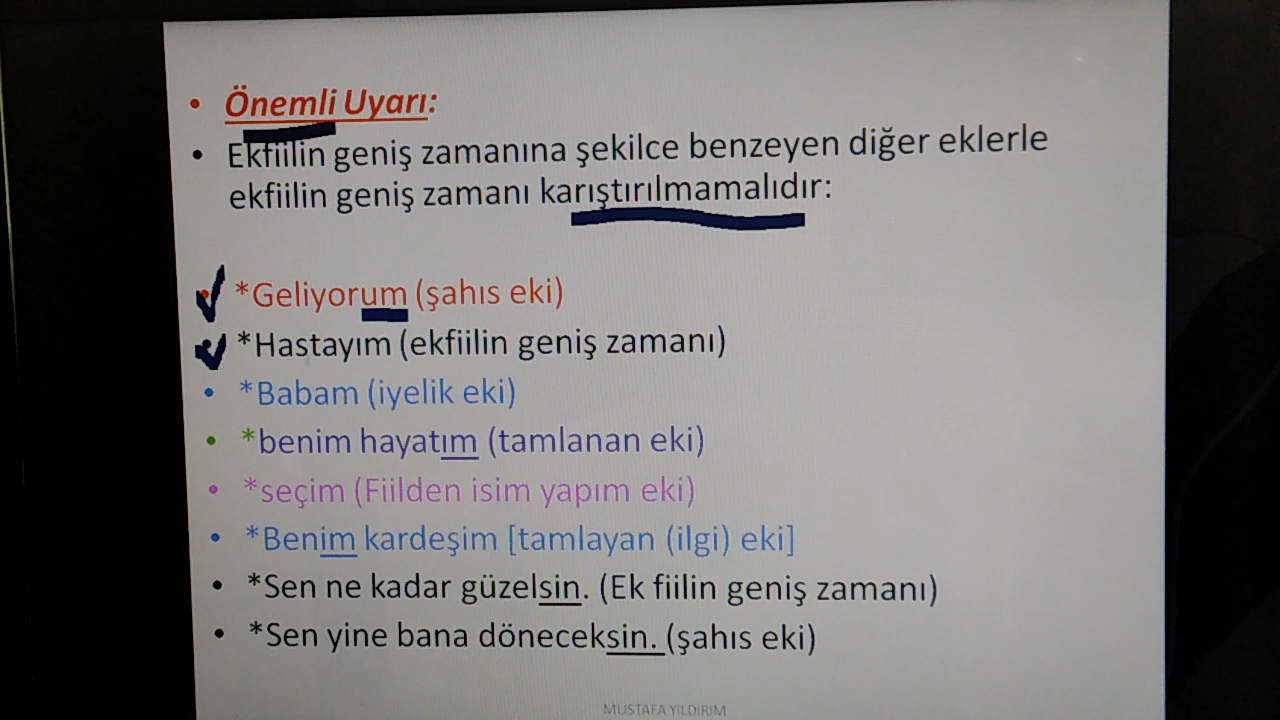 • Önemli Uyarı:
• Ekfiilin geniş zamanına şekilce benzeyen diğer eklerle
ekfiilin geniş zamanı karıştırılmamalıdır:
*Geliyorum (şahıs eki)
*Hastayım (ekfiilin geniş zamanı)
• *Babam (iyelik eki)
• *benim hayatım (tamlanan eki)
• *seçim (Fiilden isim yapım eki)
• *Benim kardeşim [tamlayan (ilgi) eki]
• *Sen ne kadar güzelsin. (Ek fiilin geniş zamanı)
• *Sen yine bana döneceksin. (şahıs eki)
MUSTAFA YILDIRIM